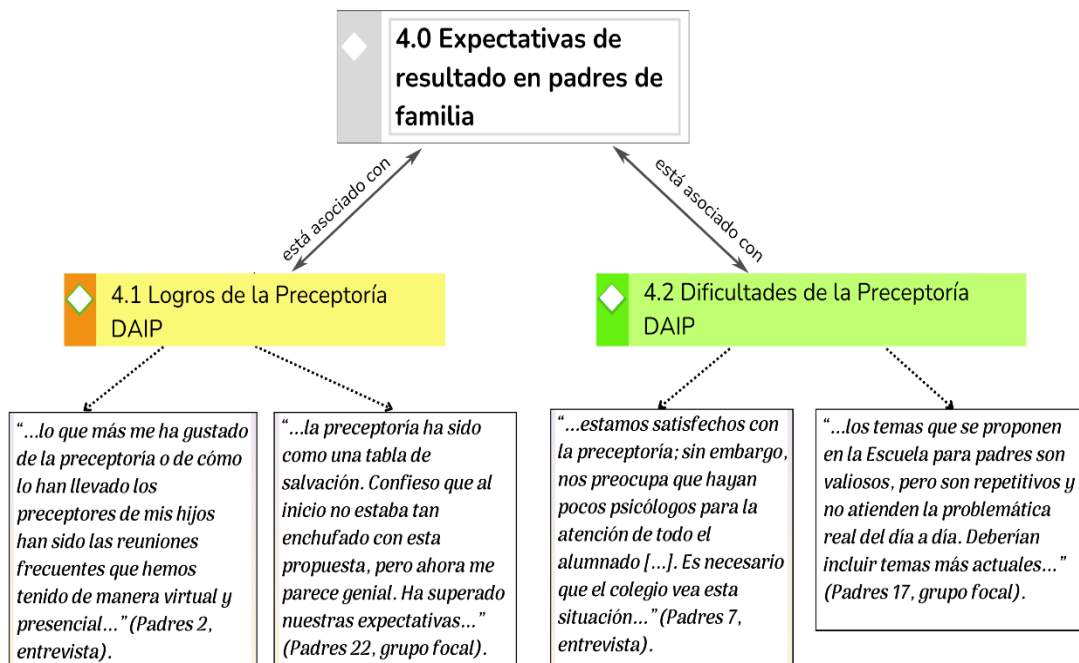 4.0 Expectativas de
resultado en padres de
familia
está asociado con
está asociado con
4.1 Logros de la Preceptoría
DAIP
4.2 Dificultades de la Preceptoría
DAIP
“...lo que más me ha gustado
de la preceptoría o de cómo
lo han llevado los
preceptores de mis hijos
han sido las reuniones
frecuentes que hemos
tenido de manera virtual y
presencial...” (Padres 2,
entrevista).
“...la preceptoría ha sido
como una tabla de
salvación. Confieso que al
inicio no estaba tan
enchufado con esta
propuesta, pero ahora me
parece genial. Ha superado
nuestras expectativas...”
(Padres 22, grupo focal).
“...estamos satisfechos con
la preceptoría; sin embargo,
nos preocupa que hayan
pocos psicólogos para la
atención de todo el
alumnado [...]. Es necesario
que el colegio vea esta
situación...” (Padres 7,
entrevista).
“...los temas que se proponen
en la Escuela para padres son
valiosos, pero son repetitivos y
no atienden la problemática
real del día a día. Deberían
incluir temas más actuales...”
(Padres 17, grupo focal).